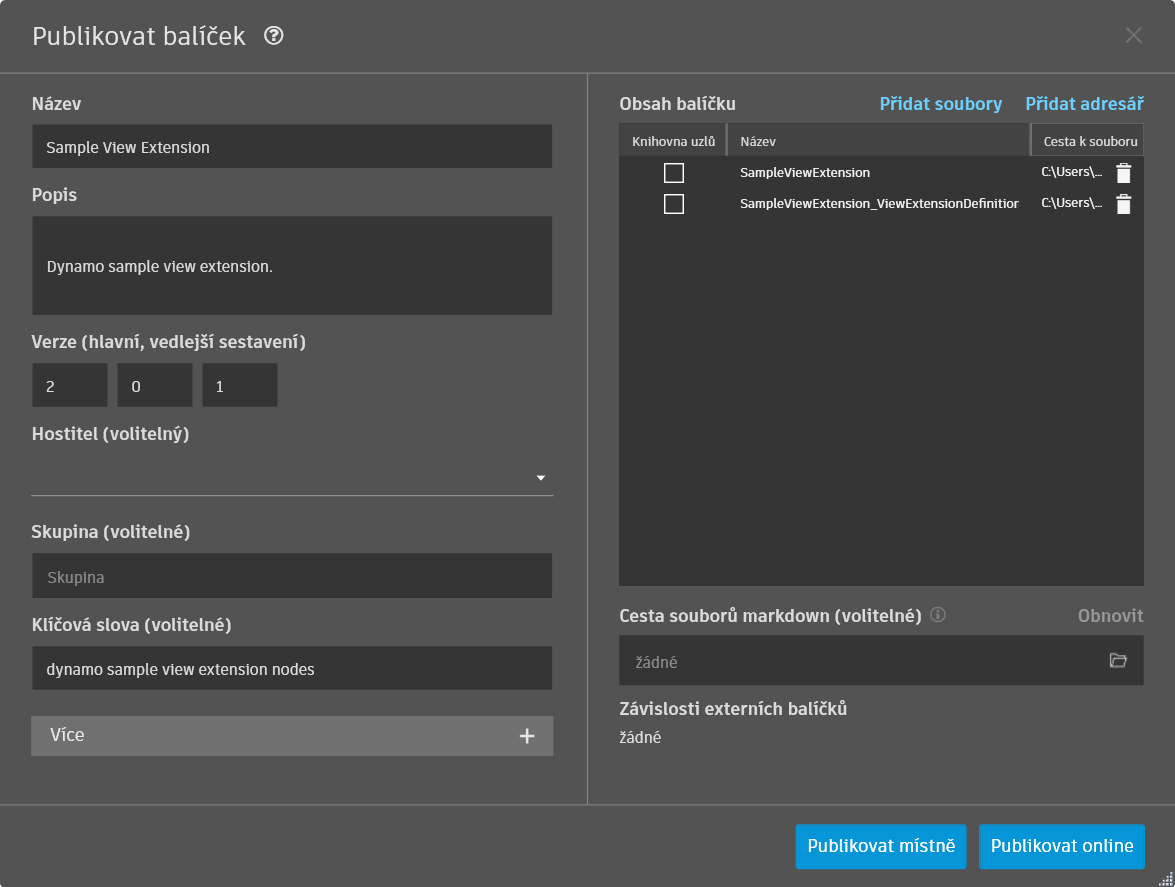 Publikovat balíček
Název
Sample View Extension
Popis
Dynamo sample view extension.
Verze (hlavní, vedlejší sestavení)
2 0 1
Hostitel (volitelný)
Skupina (volitelné)
Skupina
Klíčová slova (volitelné)
dynamo sample view extension nodes
Více
Obsah balíčku Přidat soubory Přidat adresář
Knihovna uzlů Název Cesta k souboru
SampleViewExtension C:\Users\...
SampleViewExtension_ViewExtensionDefinition C:\Users\...
Cesta souborů markdown (volitelné) Obnovit
žádné
Závislosti externích balíčků
žádné
Publikovat místně Publikovat online